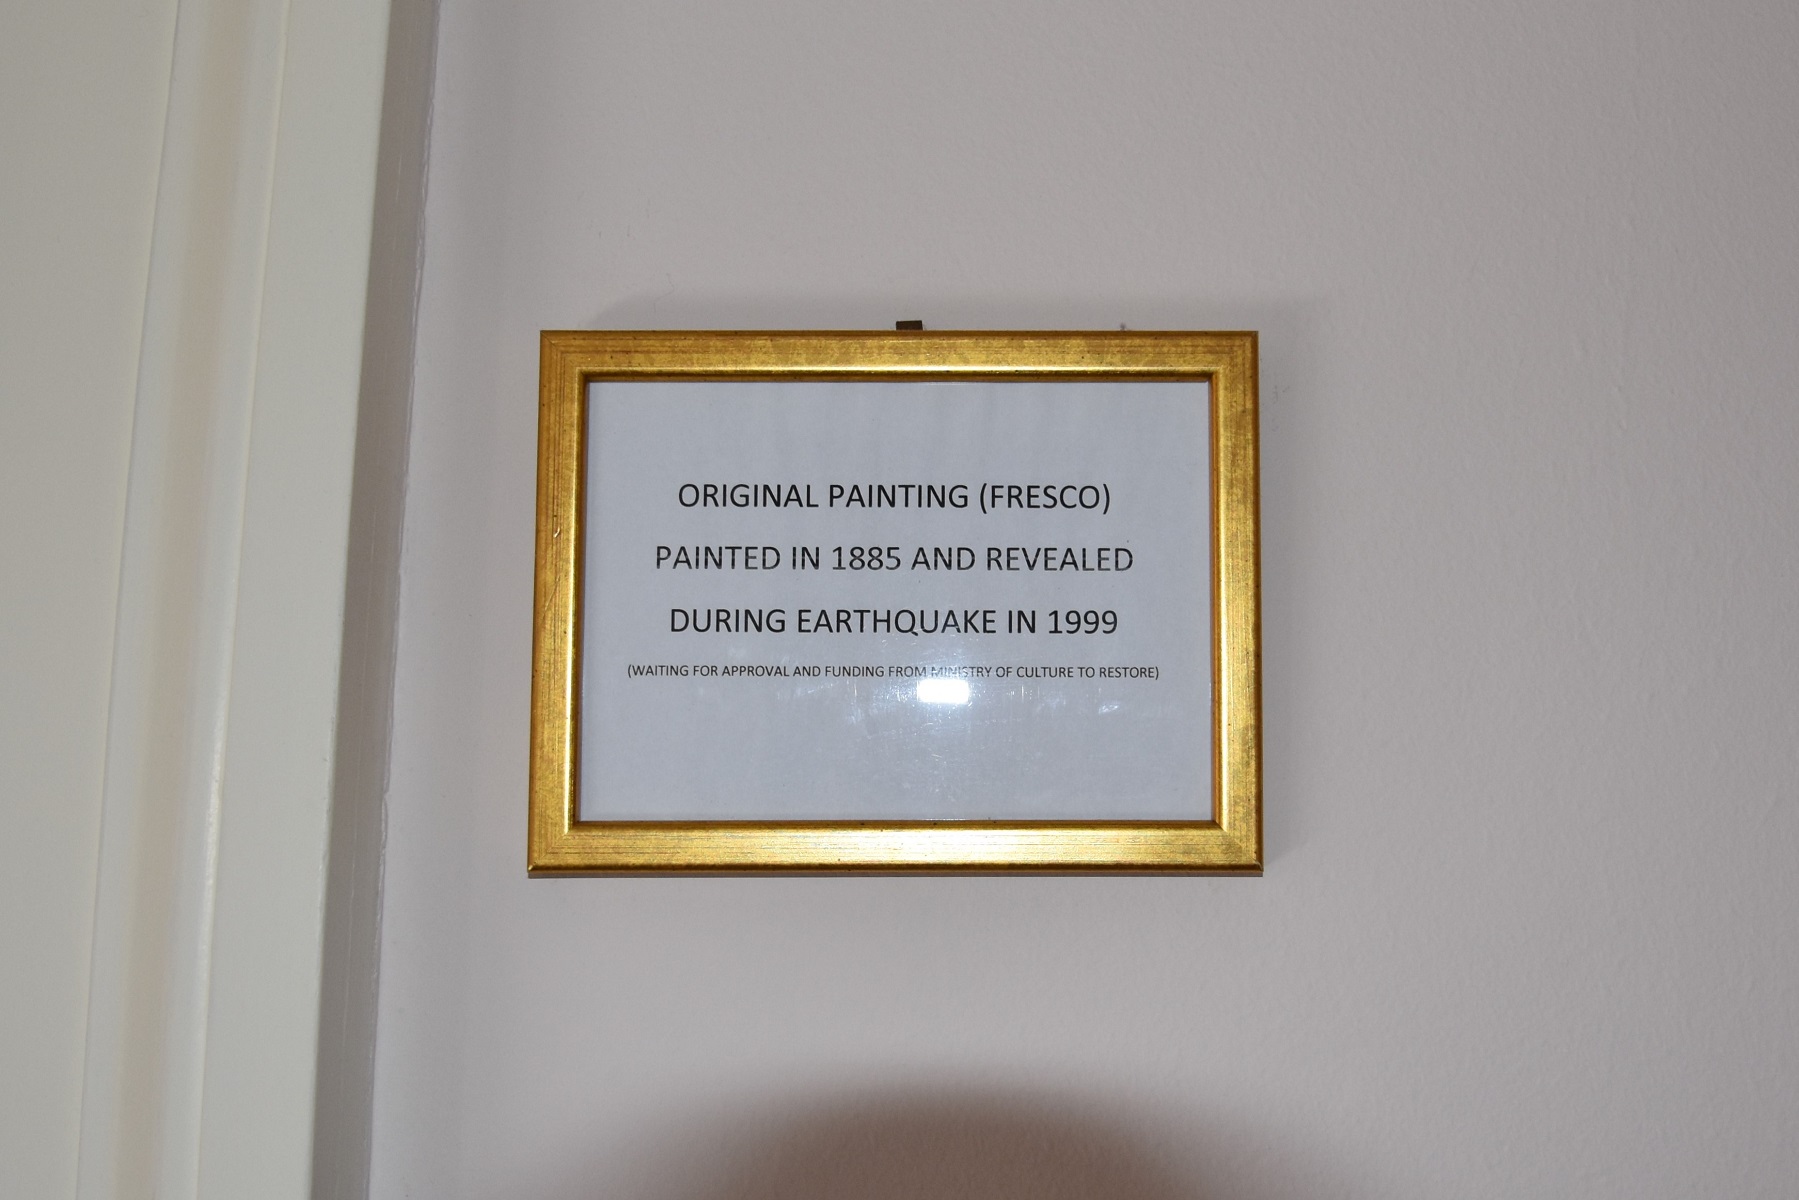 ORIGINAL PAINTING (FRESCO)
PAINTED IN 1885 AND REVEALED
DURING EARTHQUAKE IN 1999
(WAITING FOR APPROVAL AND FUNDING FROM MINISTRY OF CULTURE TO RESTORE)